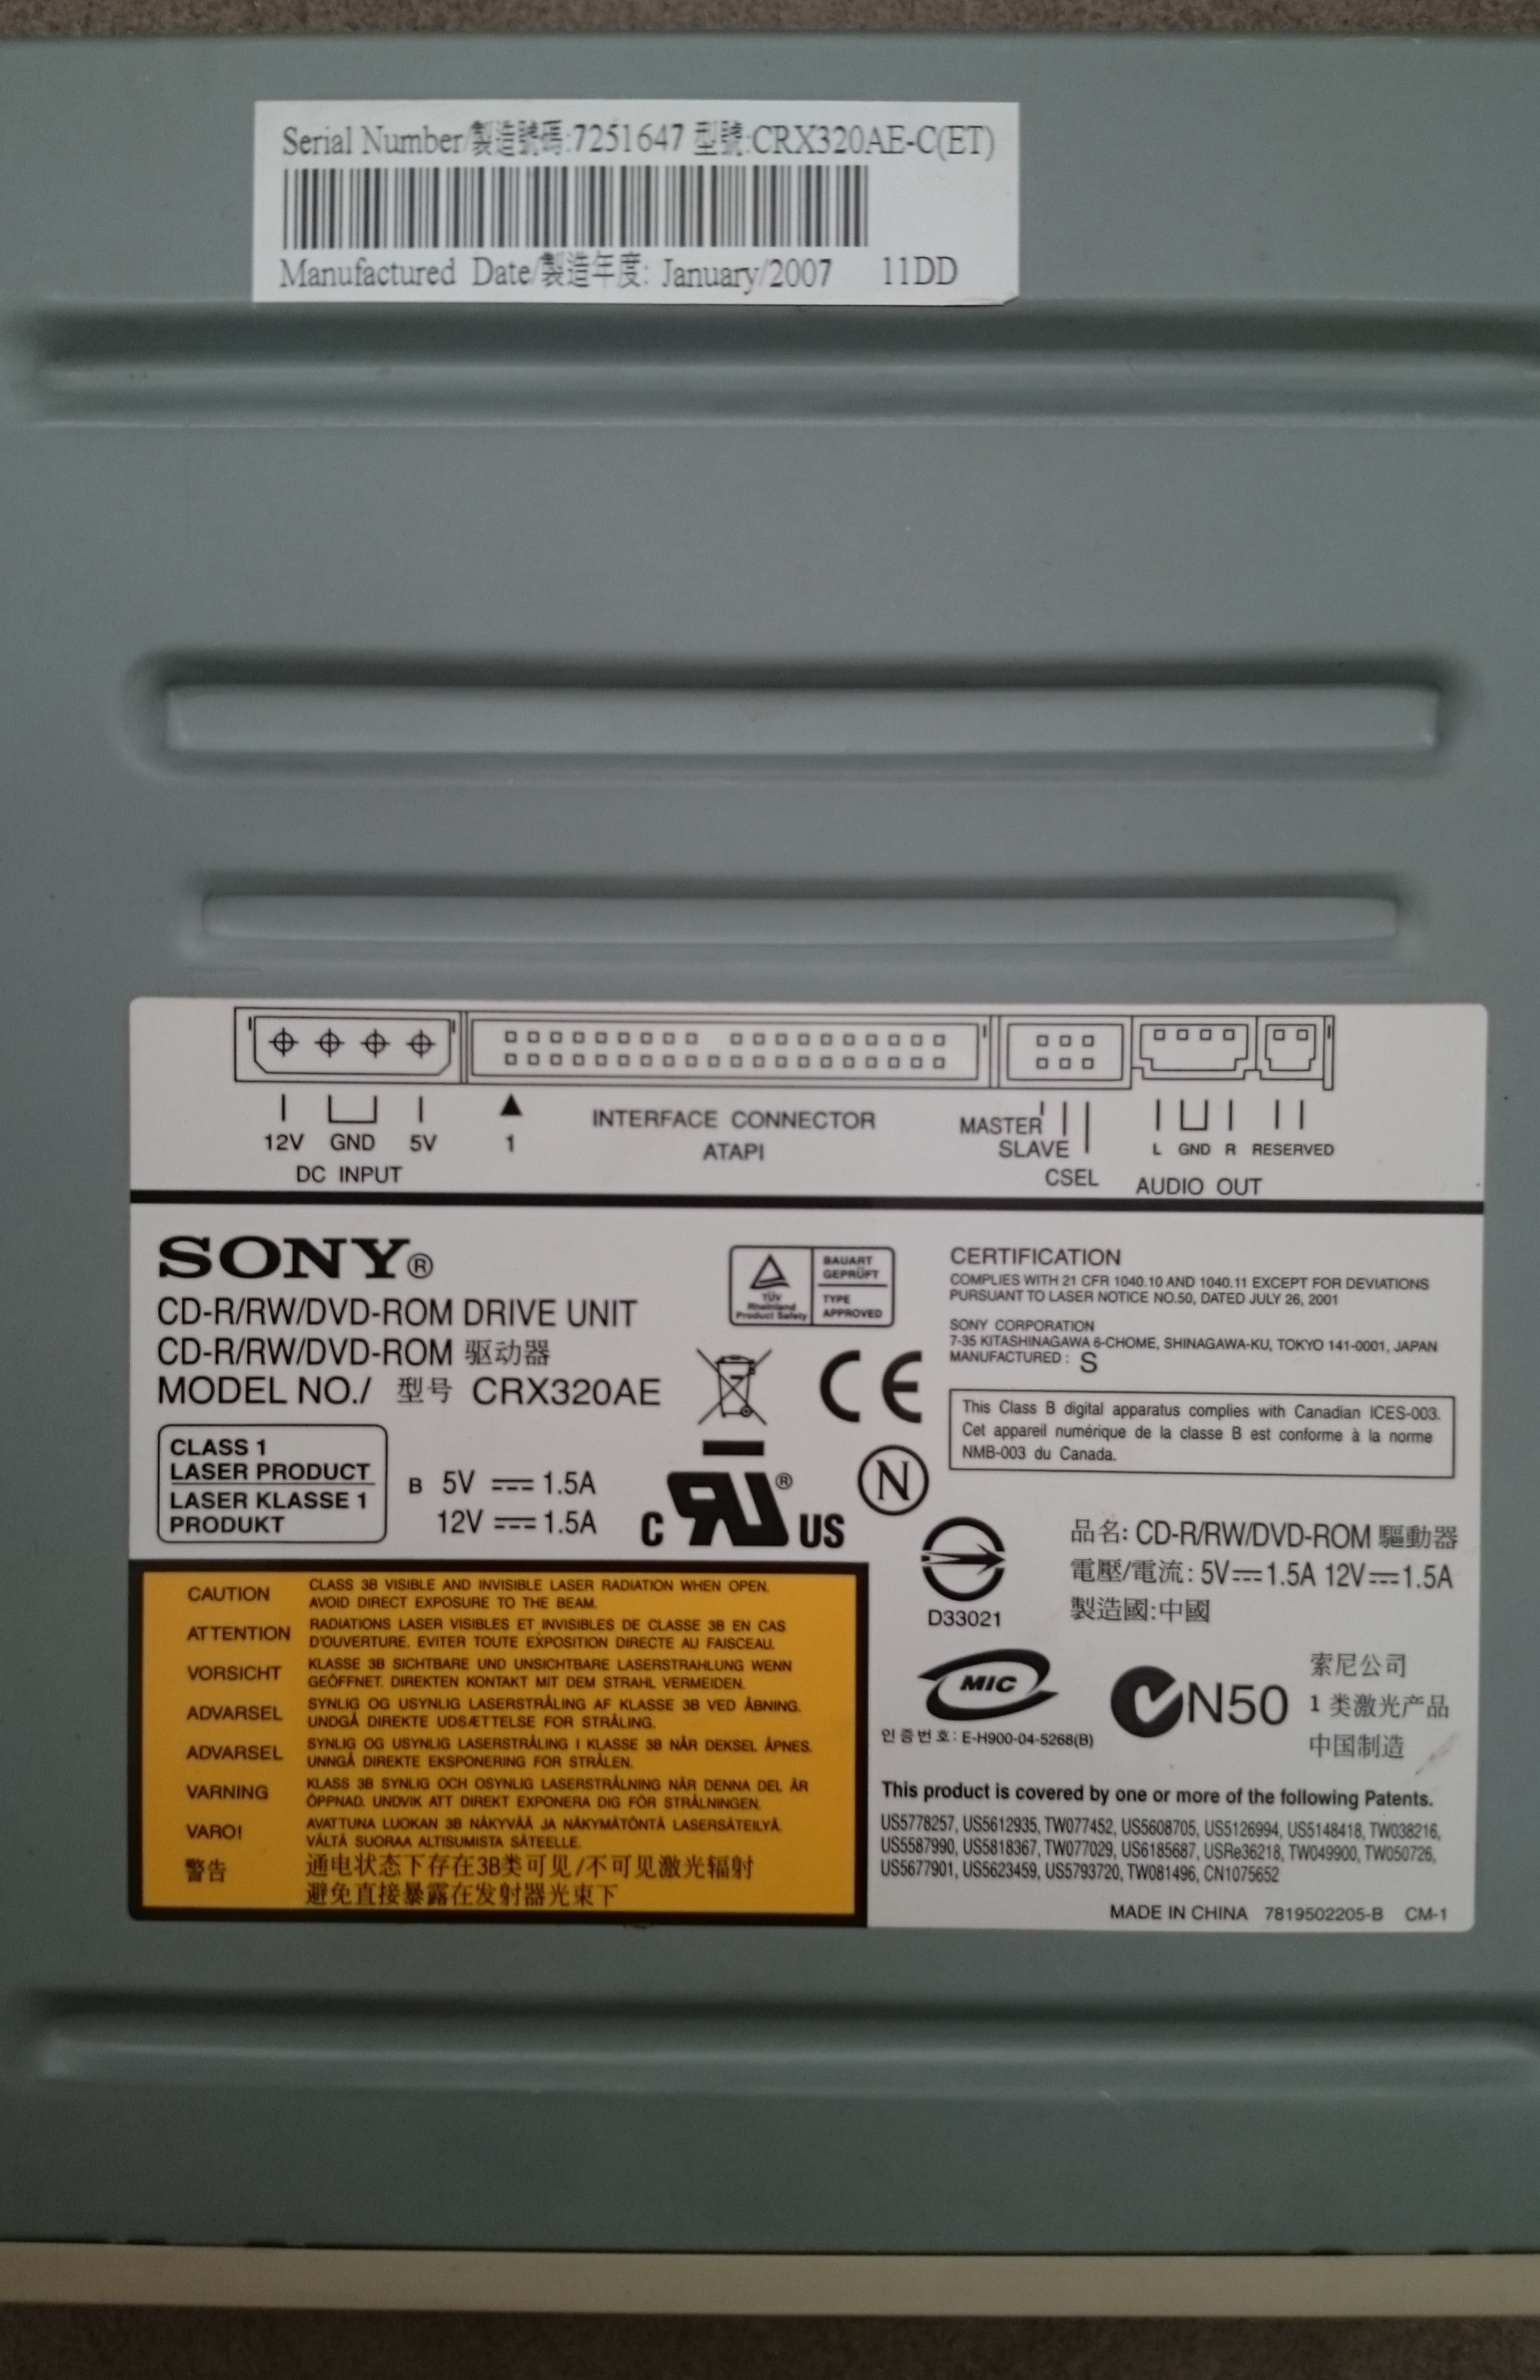 Serial Number/製造號碼:7251647 型號:CRX320AE-C(ET)
Manufactured Date/製造年度: January/2007 11DD
12V GND 5V
DC INPUT
1
INTERFACE CONNECTOR
ATAPI
MASTER
SLAVE
CSEL
L GND R RESERVED
AUDIO OUT
SONY®
CD-R/RW/DVD-ROM DRIVE UNIT
CD-R/RW/DVD-ROM 驱动器
MODEL NO./ 型号 CRX320AE
CLASS 1
LASER PRODUCT
LASER KLASSE 1
PRODUKT
B 5V 1.5A
12V 1.5A
TÜV
Rheinland
Product Safety
BAUART
GEPRÜFT
TYPE
APPROVED
CE
C RU® US
N
CERTIFICATION
COMPLIES WITH 21 CFR 1040.10 AND 1040.11 EXCEPT FOR DEVIATIONS
PURSUANT TO LASER NOTICE NO.50, DATED JULY 26, 2001
SONY CORPORATION
7-35 KITASHINAGAWA 6-CHOME, SHINAGAWA-KU, TOKYO 141-0001, JAPAN
MANUFACTURED : S
This Class B digital apparatus complies with Canadian ICES-003.
Cet appareil numérique de la classe B est conforme à la norme
NMB-003 du Canada.
D33021
品名: CD-R/RW/DVD-ROM 驅動器
電壓/電流: 5V 1.5A 12V 1.5A
製造國:中國
MIC
인증번호: E-H900-04-5268(B)
N50
索尼公司
1 类激光产品
中国制造
This product is covered by one or more of the following Patents.
US5778257, US5612935, TW077452, US5608705, US5126994, US5148418, TW038216,
US5587990, US5818367, TW077029, US6185687, USRe36218, TW049900, TW050726,
US5677901, US5623459, US5793720, TW081496, CN1075652
MADE IN CHINA 7819502205-B CM-1
CAUTION CLASS 3B VISIBLE AND INVISIBLE LASER RADIATION WHEN OPEN.
AVOID DIRECT EXPOSURE TO THE BEAM.
ATTENTION RADIATIONS LASER VISIBLES ET INVISIBLES DE CLASSE 3B EN CAS
D'OUVERTURE. EVITER TOUTE EXPOSITION DIRECTE AU FAISCEAU.
VORSICHT KLASSE 3B SICHTBARE UND UNSICHTBARE LASERSTRAHLUNG WENN
GEÖFFNET. DIREKTEN KONTAKT MIT DEM STRAHL VERMEIDEN.
ADVARSEL SYNLIG OG USYNLIG LASERSTRÅLING AF KLASSE 3B VED ÅBNING.
UNDGÅ DIREKTE UDSÆTTELSE FOR STRÅLING.
ADVARSEL SYNLIG OG USYNLIG LASERSTRÅLING I KLASSE 3B NÅR DEKSEL ÅPNES.
UNNGÅ DIREKTE EKSPONERING FOR STRÅLEN.
VARNING KLASS 3B SYNLIG OCH OSYNLIG LASERSTRÅLNING NÄR DENNA DEL ÄR
ÖPPNAD. UNDVIK ATT DIREKT EXPONERA DIG FÖR STRÅLNINGEN.
VARO! AVATTUNA LUOKAN 3B NÄKYVÄÄ JA NÄKYMÄTÖNTÄ LASERSÄTEILYÄ.
VÄLTÄ SUORAA ALTISUMISTA SÄTEELLE.
警告 通电状态下存在3B类可见/不可见激光辐射
避免直接暴露在发射器光束下